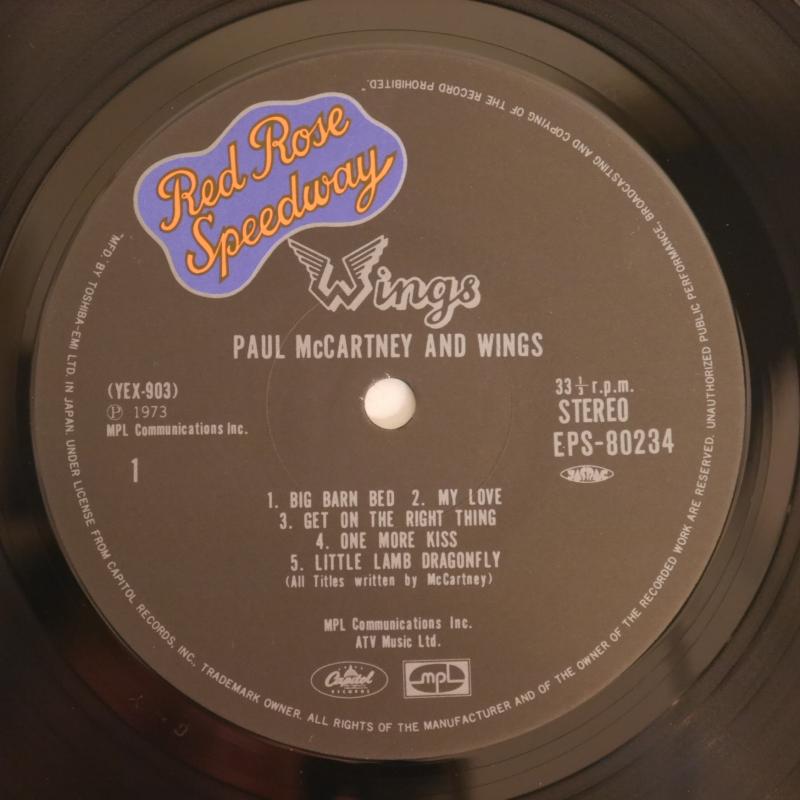 Red Rose
Speedway
Wings
PAUL McCARTNEY AND WINGS
(YEX-903)
Ⓟ 1973
MPL Communications Inc.
1
33 1/3 r.p.m.
STEREO
EPS-80234
JASRAC
1. BIG BARN BED 2. MY LOVE
3. GET ON THE RIGHT THING
4. ONE MORE KISS
5. LITTLE LAMB DRAGONFLY
(All Titles written by McCartney)
MPL Communications Inc.
ATV Music Ltd.
Capitol
RECORDS
MPL
"MFD. BY TOSHIBA-EMI LTD. IN JAPAN. UNDER LICENSE FROM CAPITOL RECORDS, INC., TRADEMARK OWNER. ALL RIGHTS OF THE MANUFACTURER AND OF THE OWNER OF THE RECORDED WORK ARE RESERVED. UNAUTHORIZED PUBLIC PERFORMANCE, BROADCASTING AND COPYING OF THE RECORD PROHIBITED."